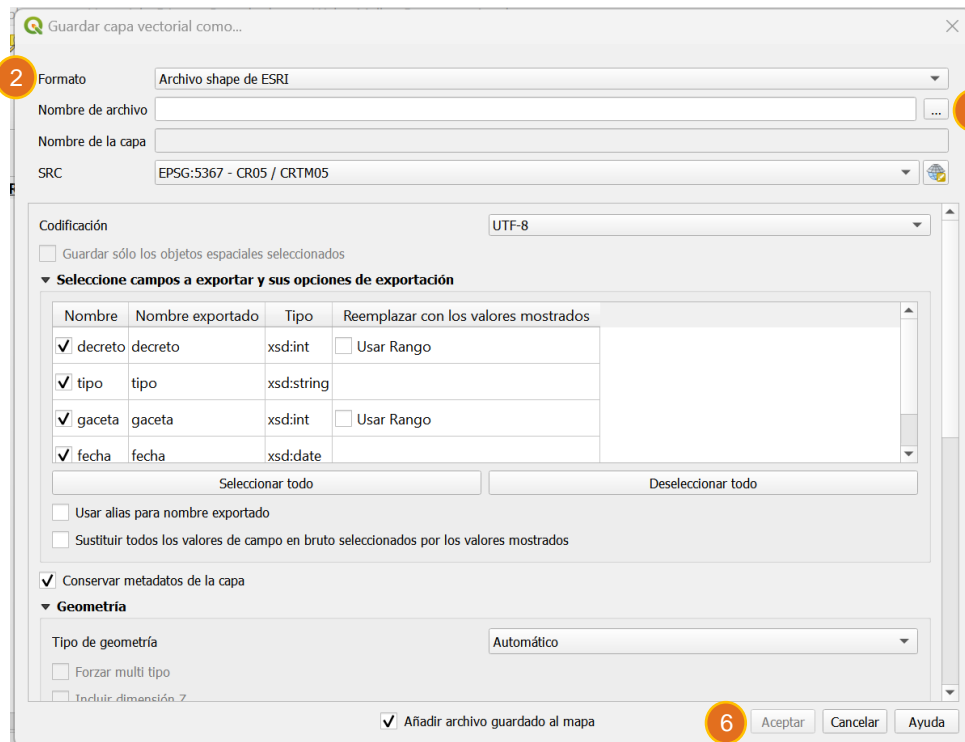 Guardar capa vectorial como...
2
Formato Archivo shape de ESRI
Nombre de archivo ...
Nombre de la capa
SRC EPSG:5367 - CR05 / CRTM05
Codificación UTF-8
Guardar sólo los objetos espaciales seleccionados
Seleccione campos a exportar y sus opciones de exportación
Nombre Nombre exportado Tipo Reemplazar con los valores mostrados
decreto decreto xsd:int Usar Rango
tipo tipo xsd:string
gaceta gaceta xsd:int Usar Rango
fecha fecha xsd:date
Seleccionar todo Deseleccionar todo
Usar alias para nombre exportado
Sustituir todos los valores de campo en bruto seleccionados por los valores mostrados
Conservar metadatos de la capa
Geometría
Tipo de geometría Automático
Forzar multi tipo
Incluir dimensión Z
Añadir archivo guardado al mapa 6 Aceptar Cancelar Ayuda